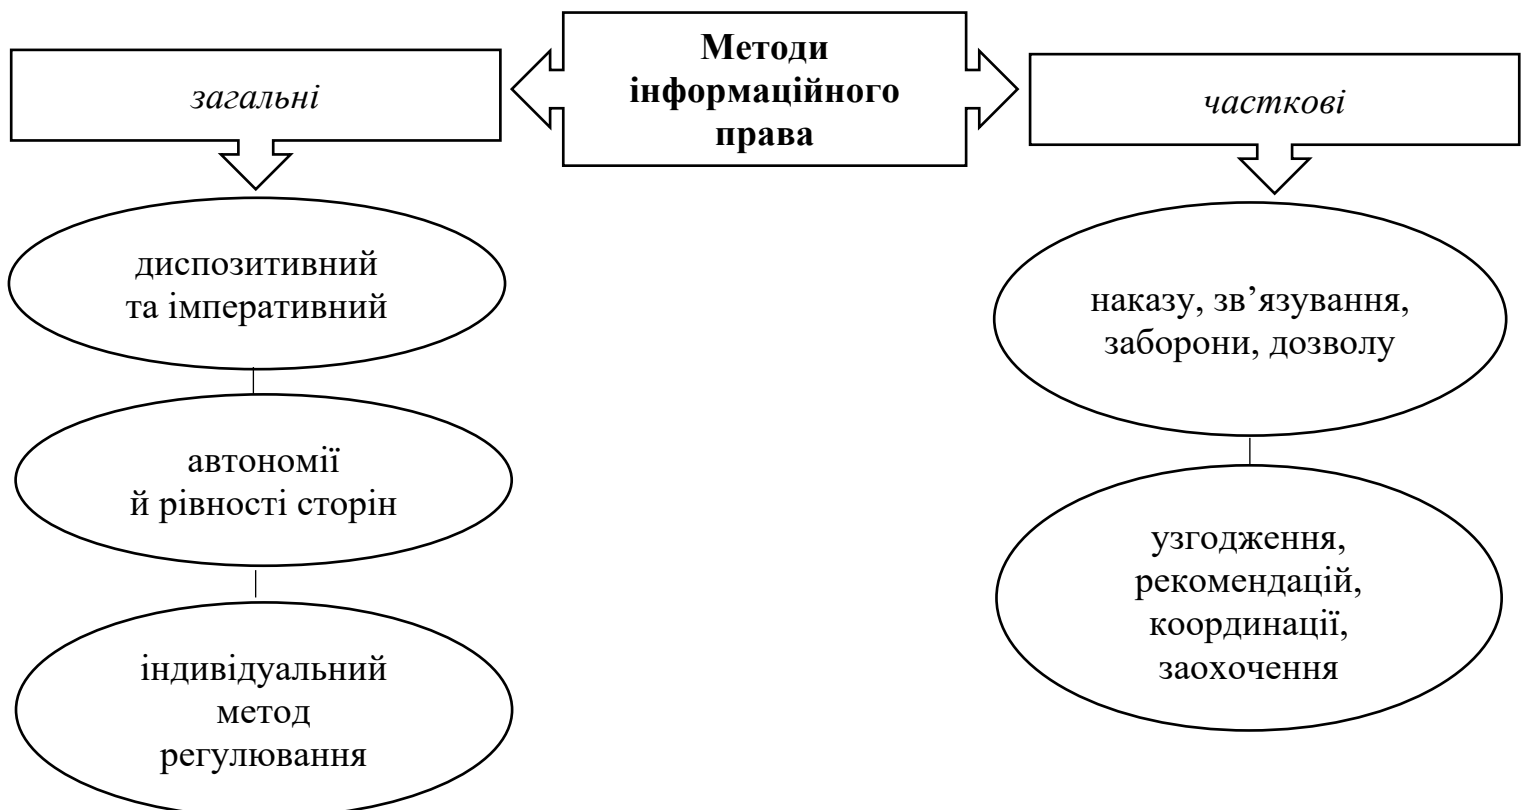 Методи
інформаційного
права
загальні
часткові
диспозитивний
та імперативний
автономії
й рівності сторін
індивідуальний
метод
регулювання
наказу, зв’язування,
заборони, дозволу
узгодження,
рекомендацій,
координації,
заохочення